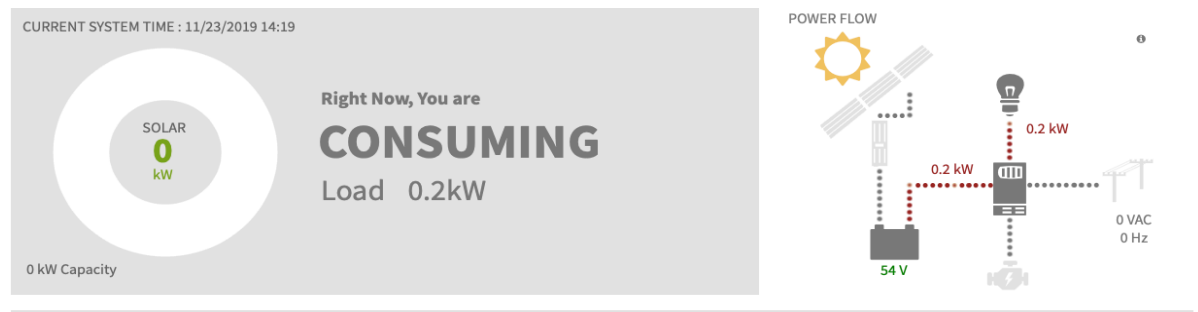 CURRENT SYSTEM TIME : 11/23/2019 14:19
SOLAR
0
kW
0 kW Capacity
Right Now, You are
CONSUMING
Load 0.2kW
POWER FLOW
0.2 kW
0.2 kW
0 VAC
0 Hz
54 V